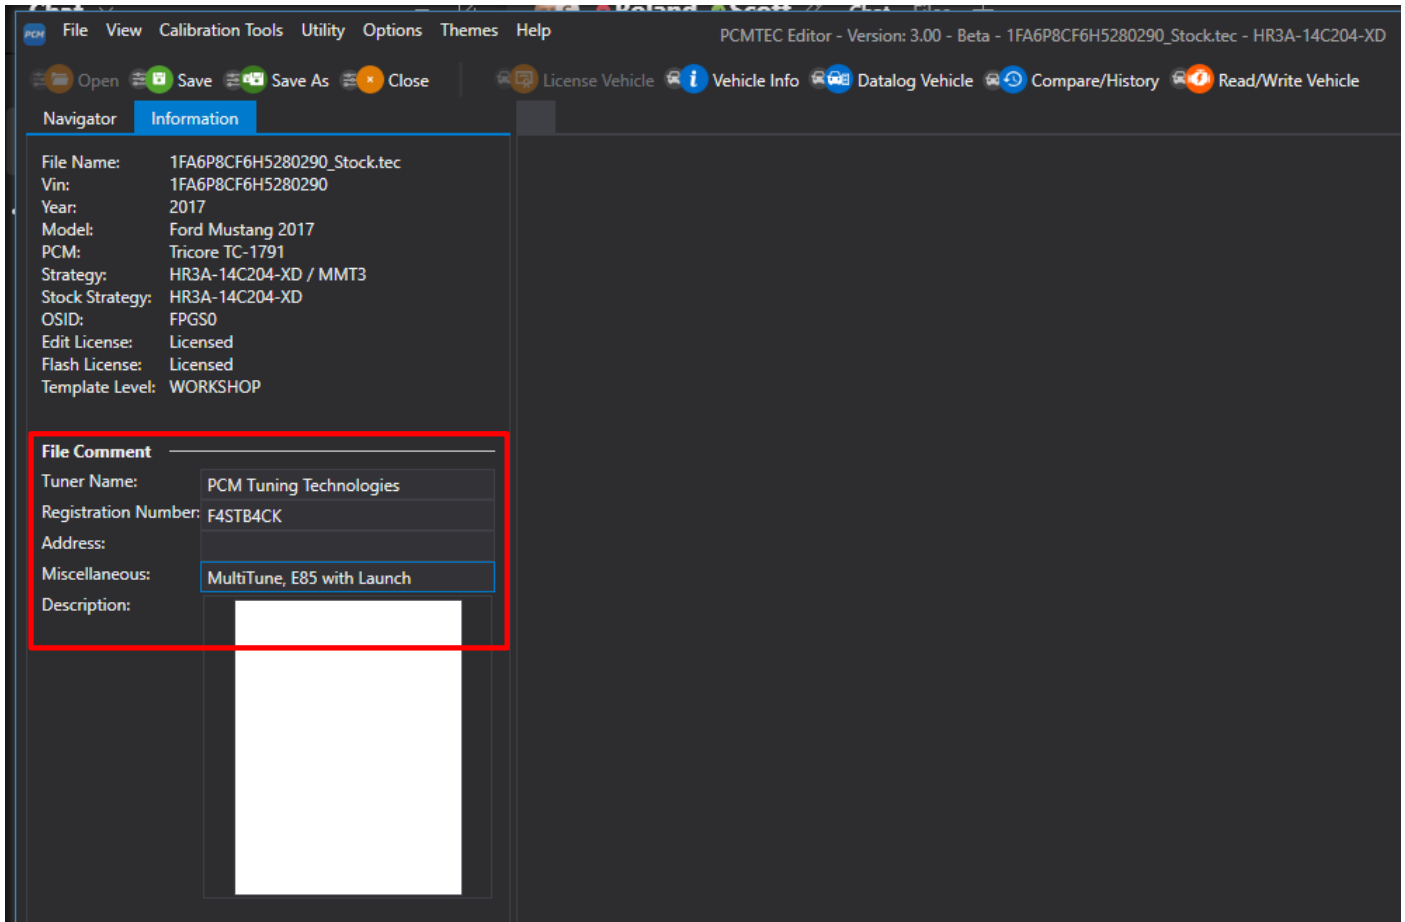 PCM File View Calibration Tools Utility Options Themes Help PCMTEC Editor - Version: 3.00 - Beta - 1FA6P8CF6H5280290_Stock.tec - HR3A-14C204-XD
Open Save Save As Close License Vehicle Vehicle Info Datalog Vehicle Compare/History Read/Write Vehicle
Navigator Information
File Name: 1FA6P8CF6H5280290_Stock.tec
Vin: 1FA6P8CF6H5280290
Year: 2017
Model: Ford Mustang 2017
PCM: Tricore TC-1791
Strategy: HR3A-14C204-XD / MMT3
Stock Strategy: HR3A-14C204-XD
OSID: FPGS0
Edit License: Licensed
Flash License: Licensed
Template Level: WORKSHOP
File Comment
Tuner Name: PCM Tuning Technologies
Registration Number: F4STB4CK
Address:
Miscellaneous: MultiTune, E85 with Launch
Description: